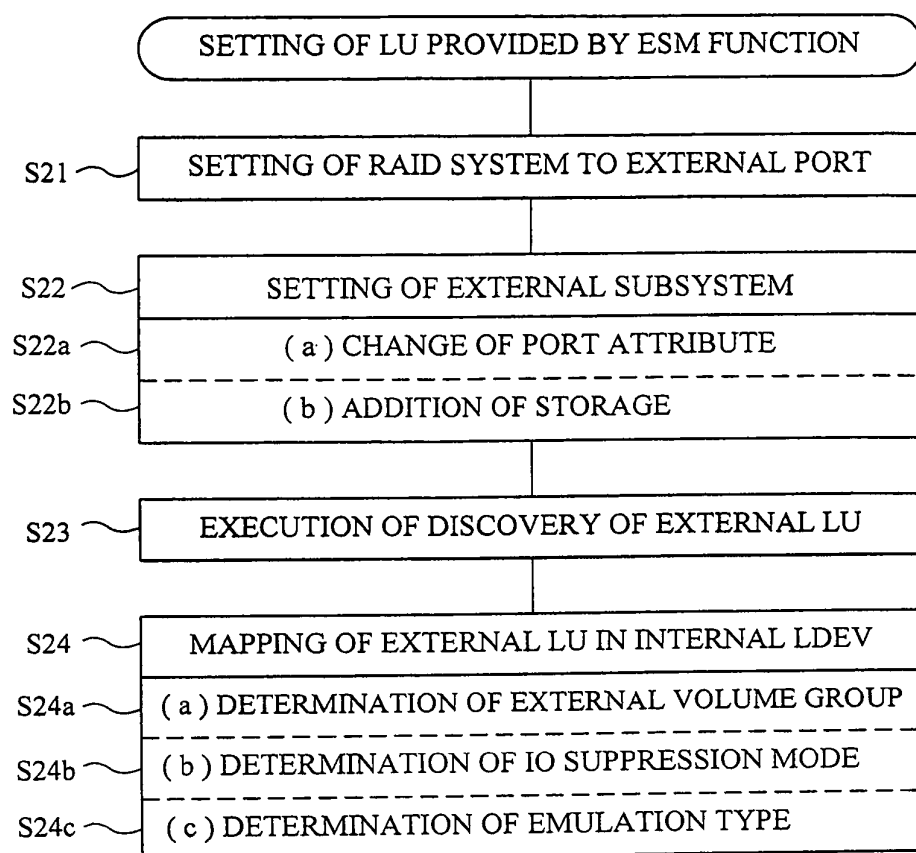 SETTING OF LU PROVIDED BY ESM FUNCTION
S21 SETTING OF RAID SYSTEM TO EXTERNAL PORT
S22 SETTING OF EXTERNAL SUBSYSTEM
S22a (a) CHANGE OF PORT ATTRIBUTE
S22b (b) ADDITION OF STORAGE
S23 EXECUTION OF DISCOVERY OF EXTERNAL LU
S24 MAPPING OF EXTERNAL LU IN INTERNAL LDEV
S24a (a) DETERMINATION OF EXTERNAL VOLUME GROUP
S24b (b) DETERMINATION OF IO SUPPRESSION MODE
S24c (c) DETERMINATION OF EMULATION TYPE